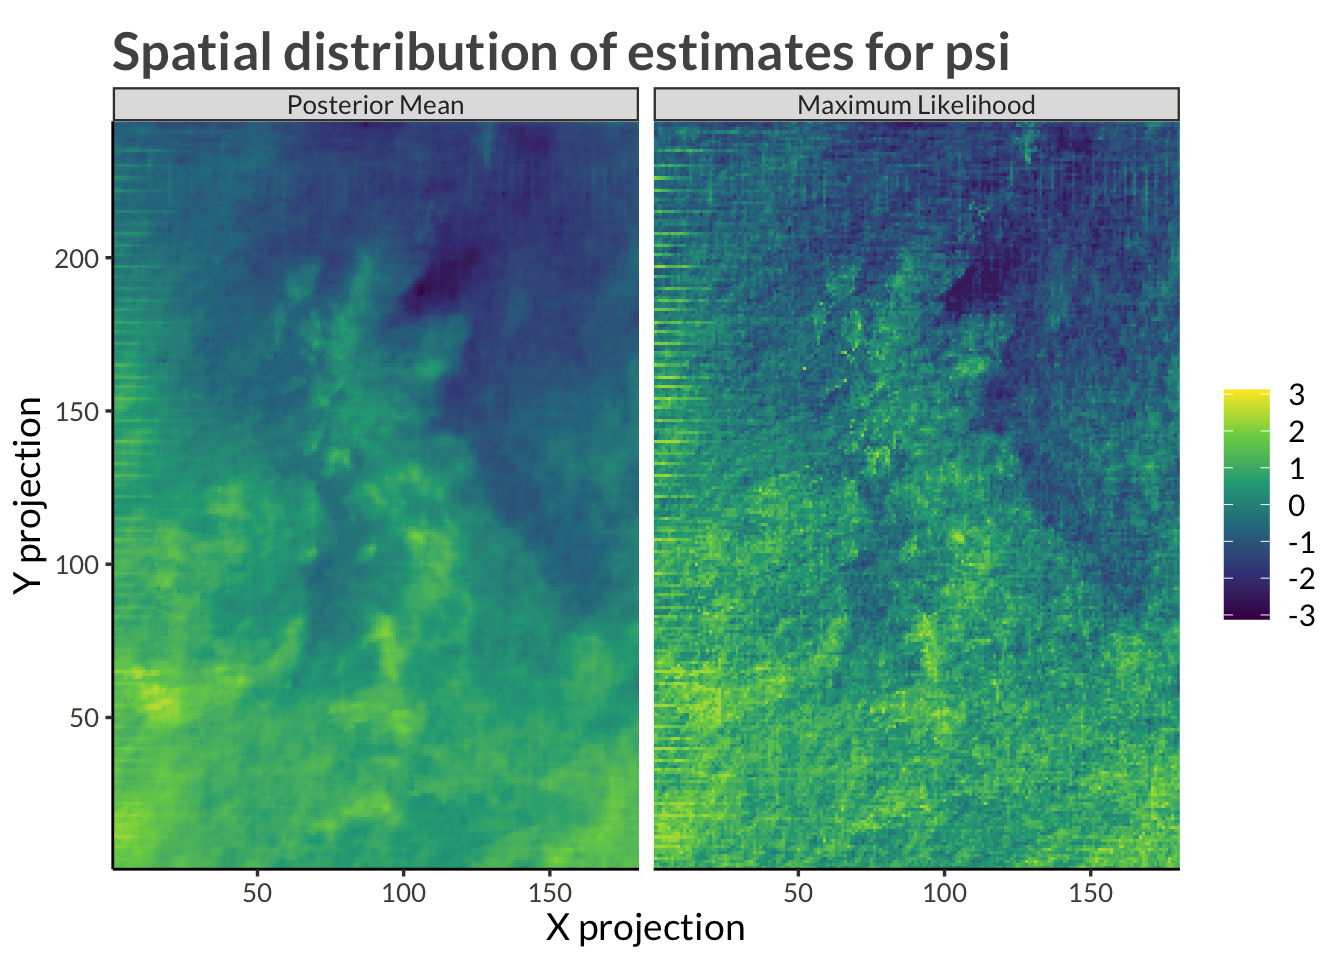 Spatial distribution of estimates for psi
Posterior Mean
Maximum Likelihood
Y projection
200
150
100
50
50 100 150
50 100 150
X projection
3
2
1
0
-1
-2
-3